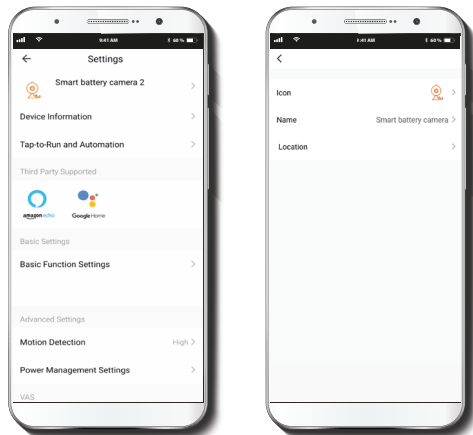 9:41 AM
60%
Settings
Smart battery camera 2
Device Information
Tap-to-Run and Automation
Third Party Supported
amazon echo
Google Home
Basic Settings
Basic Function Settings
Advanced Settings
Motion Detection
High
Power Management Settings
VAS
9:41 AM
60%
Icon
Name
Smart battery camera
Location